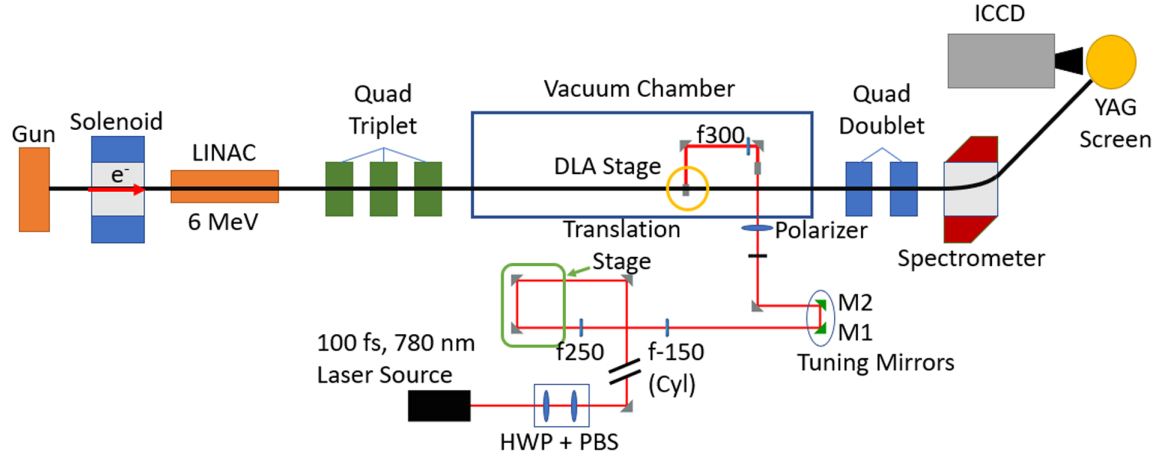 ICCD
Vacuum Chamber
Quad
Triplet
Quad
Doublet
YAG
Screen
Gun
Solenoid
LINAC
e-
6 MeV
f300
DLA Stage
Translation
Stage
Polarizer
Spectrometer
M2
M1
Tuning Mirrors
f250
f-150
(Cyl)
100 fs, 780 nm
Laser Source
HWP + PBS